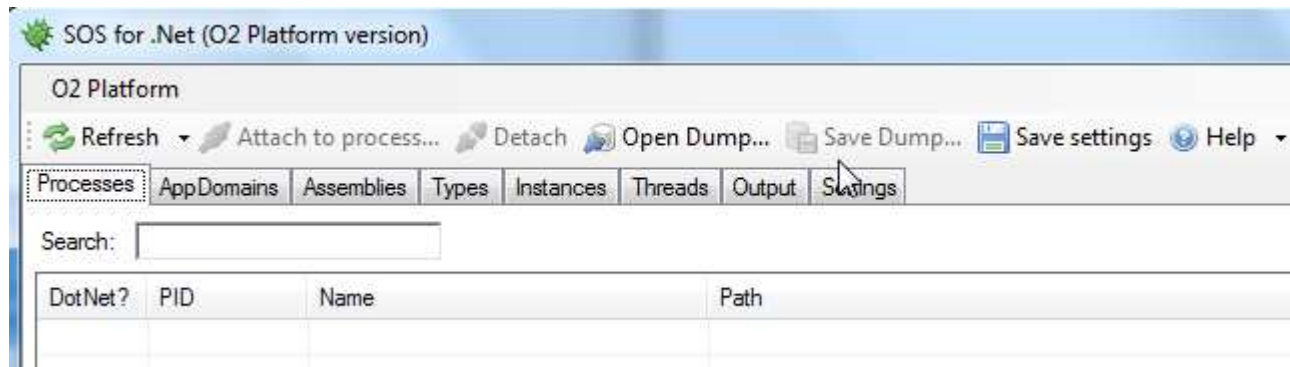 SOS for .Net (O2 Platform version)
O2 Platform
Refresh Attach to process... Detach Open Dump... Save Dump... Save settings Help
Processes AppDomains Assemblies Types Instances Threads Output Settings
Search:
DotNet? PID Name Path